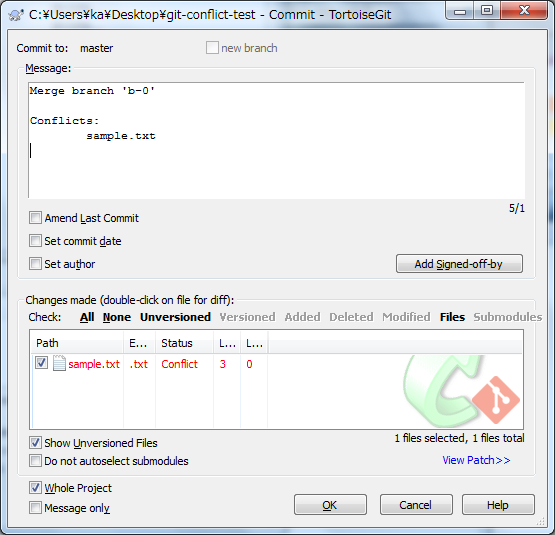 C:¥Users¥ka¥Desktop¥git-conflict-test - Commit - TortoiseGit
Commit to: master new branch
Message:
Merge branch 'b-0'
Conflicts:
sample.txt
5/1
Amend Last Commit
Set commit date
Set author
Add Signed-off-by
Changes made (double-click on file for diff):
Check: All None Unversioned Versioned Added Deleted Modified Files Submodules
Path E... Status L... L...
sample.txt .txt Conflict 3 0
Show Unversioned Files
1 files selected, 1 files total
Do not autoselect submodules
View Patch>>
Whole Project
Message only
OK Cancel Help